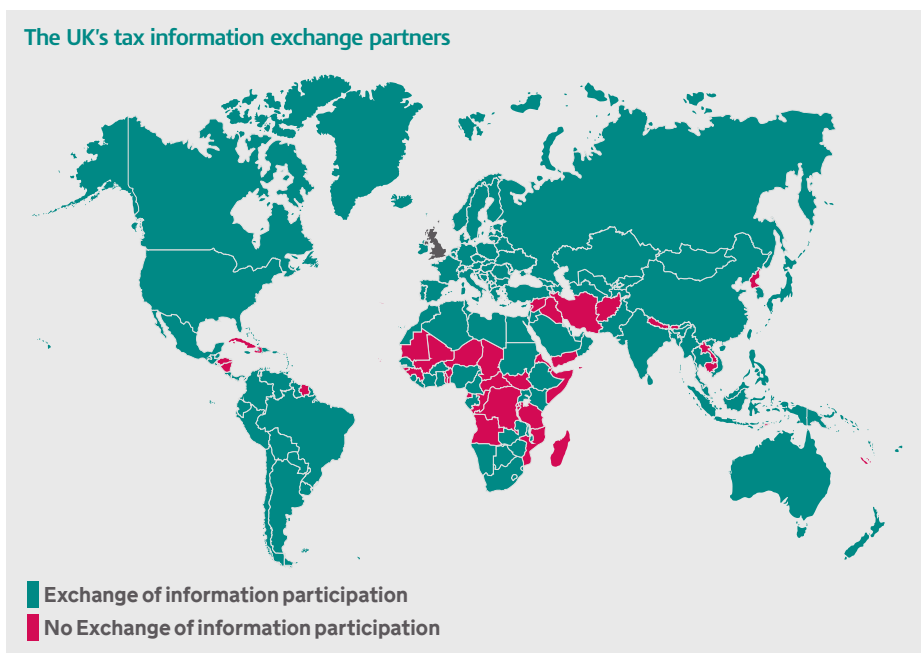 The UK's tax information exchange partners
Exchange of information participation
No Exchange of information participation